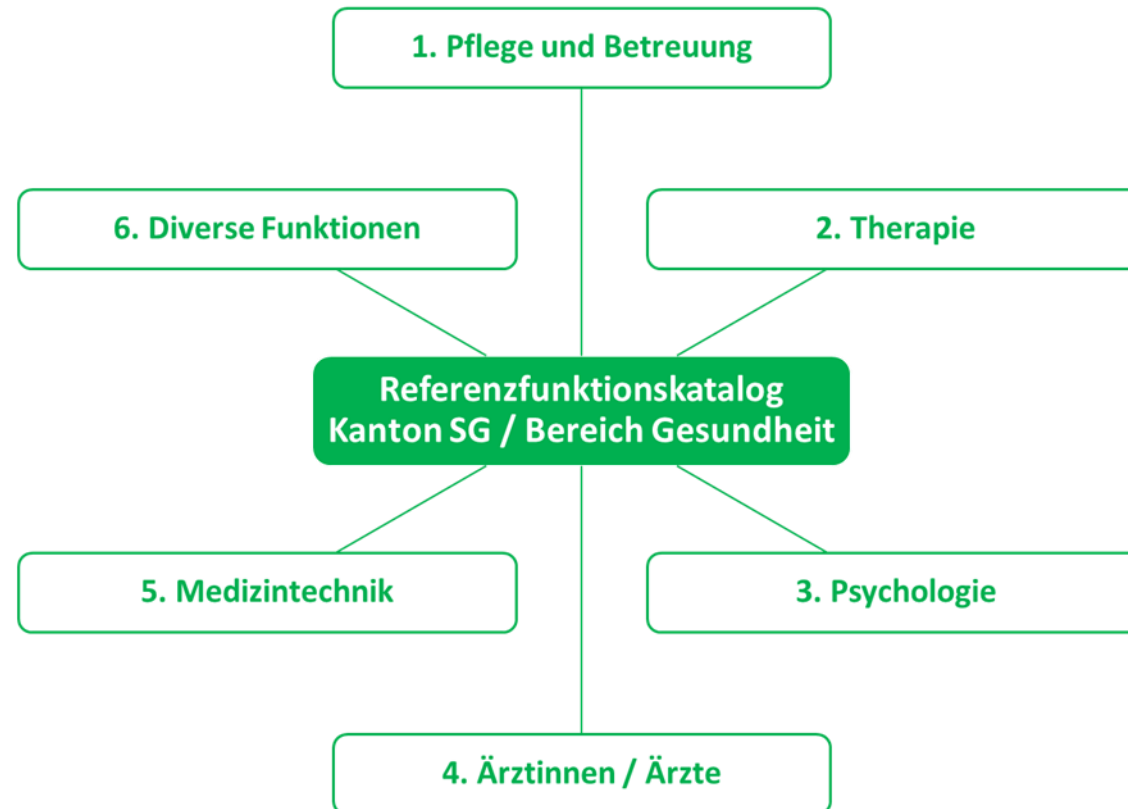 1. Pflege und Betreuung
6. Diverse Funktionen
2. Therapie
Referenzfunktionskatalog
Kanton SG / Bereich Gesundheit
5. Medizintechnik
3. Psychologie
4. Ärztinnen / Ärzte